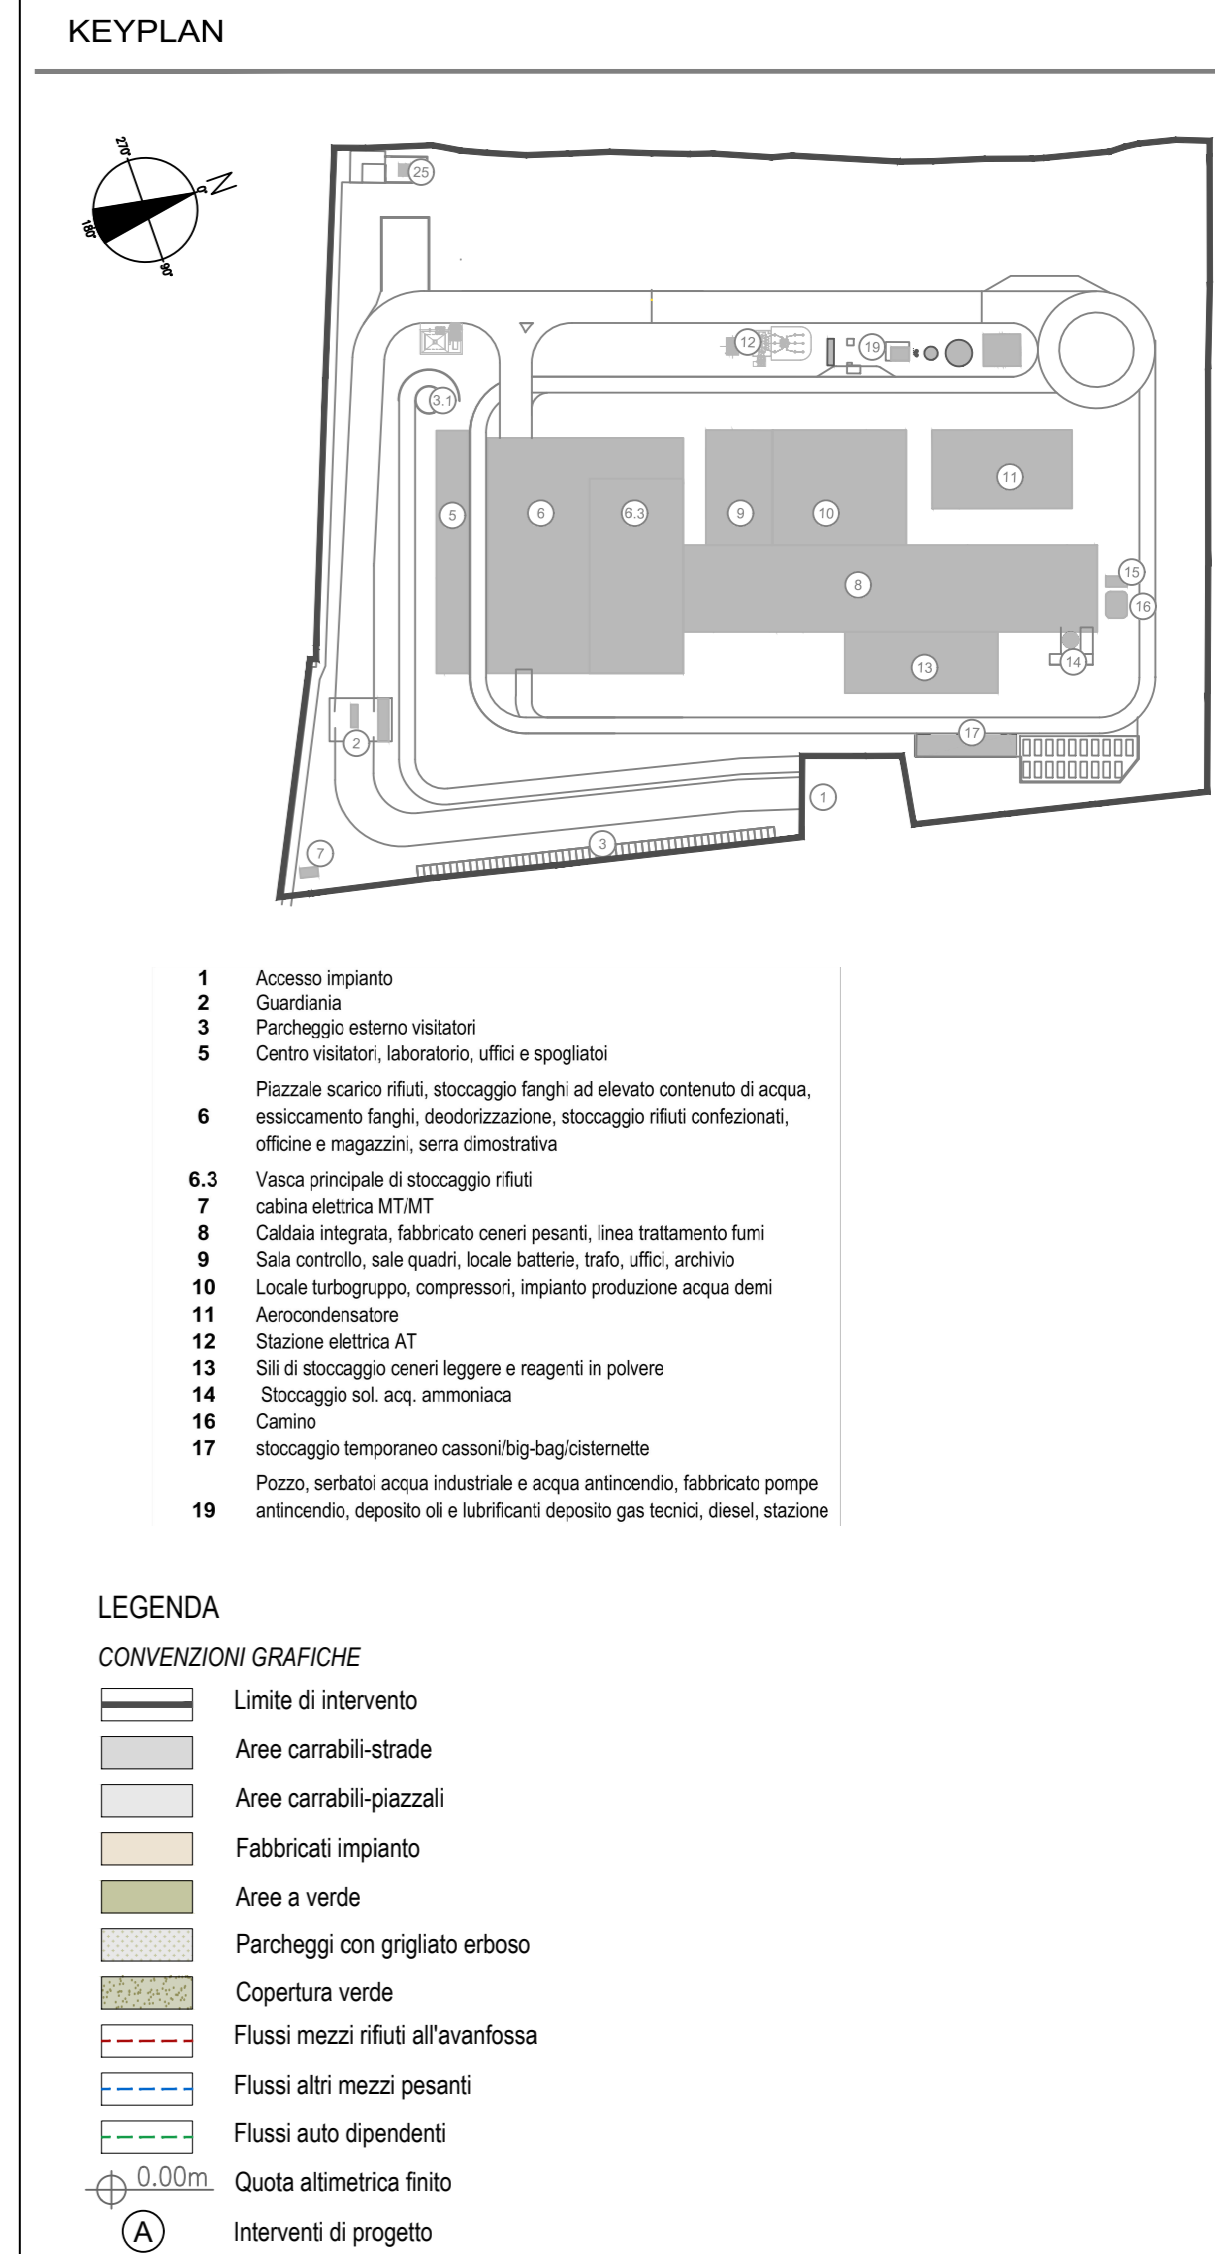 KEYPLAN
270°
0°
N
180°
90°
25
12
19
3.1
5
6
6.3
9
10
11
8
15
16
13
14
2
17
1
7
3
1 Accesso impianto
2 Guardiania
3 Parcheggio esterno visitatori
5 Centro visitatori, laboratorio, uffici e spogliatoi
Piazzale scarico rifiuti, stoccaggio fanghi ad elevato contenuto di acqua,
6 essiccamento fanghi, deodorizzazione, stoccaggio rifiuti confezionati,
officine e magazzini, serra dimostrativa
6.3 Vasca principale di stoccaggio rifiuti
7 cabina elettrica MT/MT
8 Caldaia integrata, fabbricato ceneri pesanti, linea trattamento fumi
9 Sala controllo, sale quadri, locale batterie, trafo, uffici, archivio
10 Locale turbogruppo, compressori, impianto produzione acqua demi
11 Aerocondensatore
12 Stazione elettrica AT
13 Sili di stoccaggio ceneri leggere e reagenti in polvere
14 Stoccaggio sol. acq. ammoniaca
16 Camino
17 stoccaggio temporaneo cassoni/big-bag/cisternette
Pozzo, serbatoi acqua industriale e acqua antincendio, fabbricato pompe
19 antincendio, deposito oli e lubrificanti deposito gas tecnici, diesel, stazione
LEGENDA
CONVENZIONI GRAFICHE
Limite di intervento
Aree carrabili-strade
Aree carrabili-piazzali
Fabbricati impianto
Aree a verde
Parcheggi con grigliato erboso
Copertura verde
Flussi mezzi rifiuti all'avanfossa
Flussi altri mezzi pesanti
Flussi auto dipendenti
0.00m Quota altimetrica finito
A Interventi di progetto